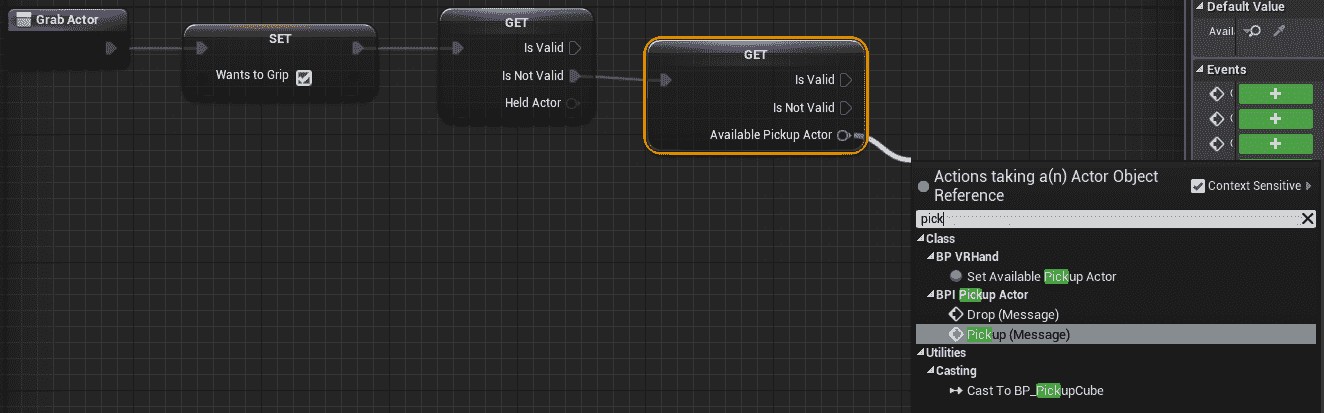 Grab Actor
SET
Wants to Grip
GET
Is Valid
Is Not Valid
Held Actor
GET
Is Valid
Is Not Valid
Available Pickup Actor
Default Value
Avail
Events
Actions taking a(n) Actor Object
Reference
Context Sensitive
pick
Class
BP VRHand
Set Available Pickup Actor
BPI Pickup Actor
Drop (Message)
Pickup (Message)
Utilities
Casting
Cast To BP_PickupCube